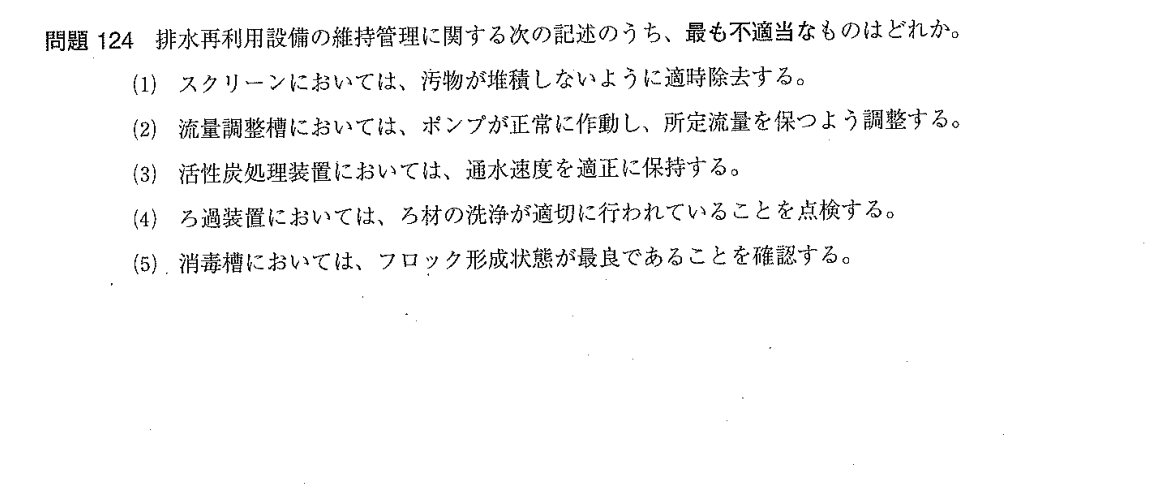 問題 124 排水再利用設備の維持管理に関する次の記述のうち、最も不適当なものはどれか。
(1) スクリーンにおいては、汚物が堆積しないように適時除去する。
(2) 流量調整槽においては、ポンプが正常に作動し、所定流量を保つよう調整する。
(3) 活性炭処理装置においては、通水速度を適正に保持する。
(4) ろ過装置においては、ろ材の洗浄が適切に行われていることを点検する。
(5) 消毒槽においては、フロック形成状態が最良であることを確認する。